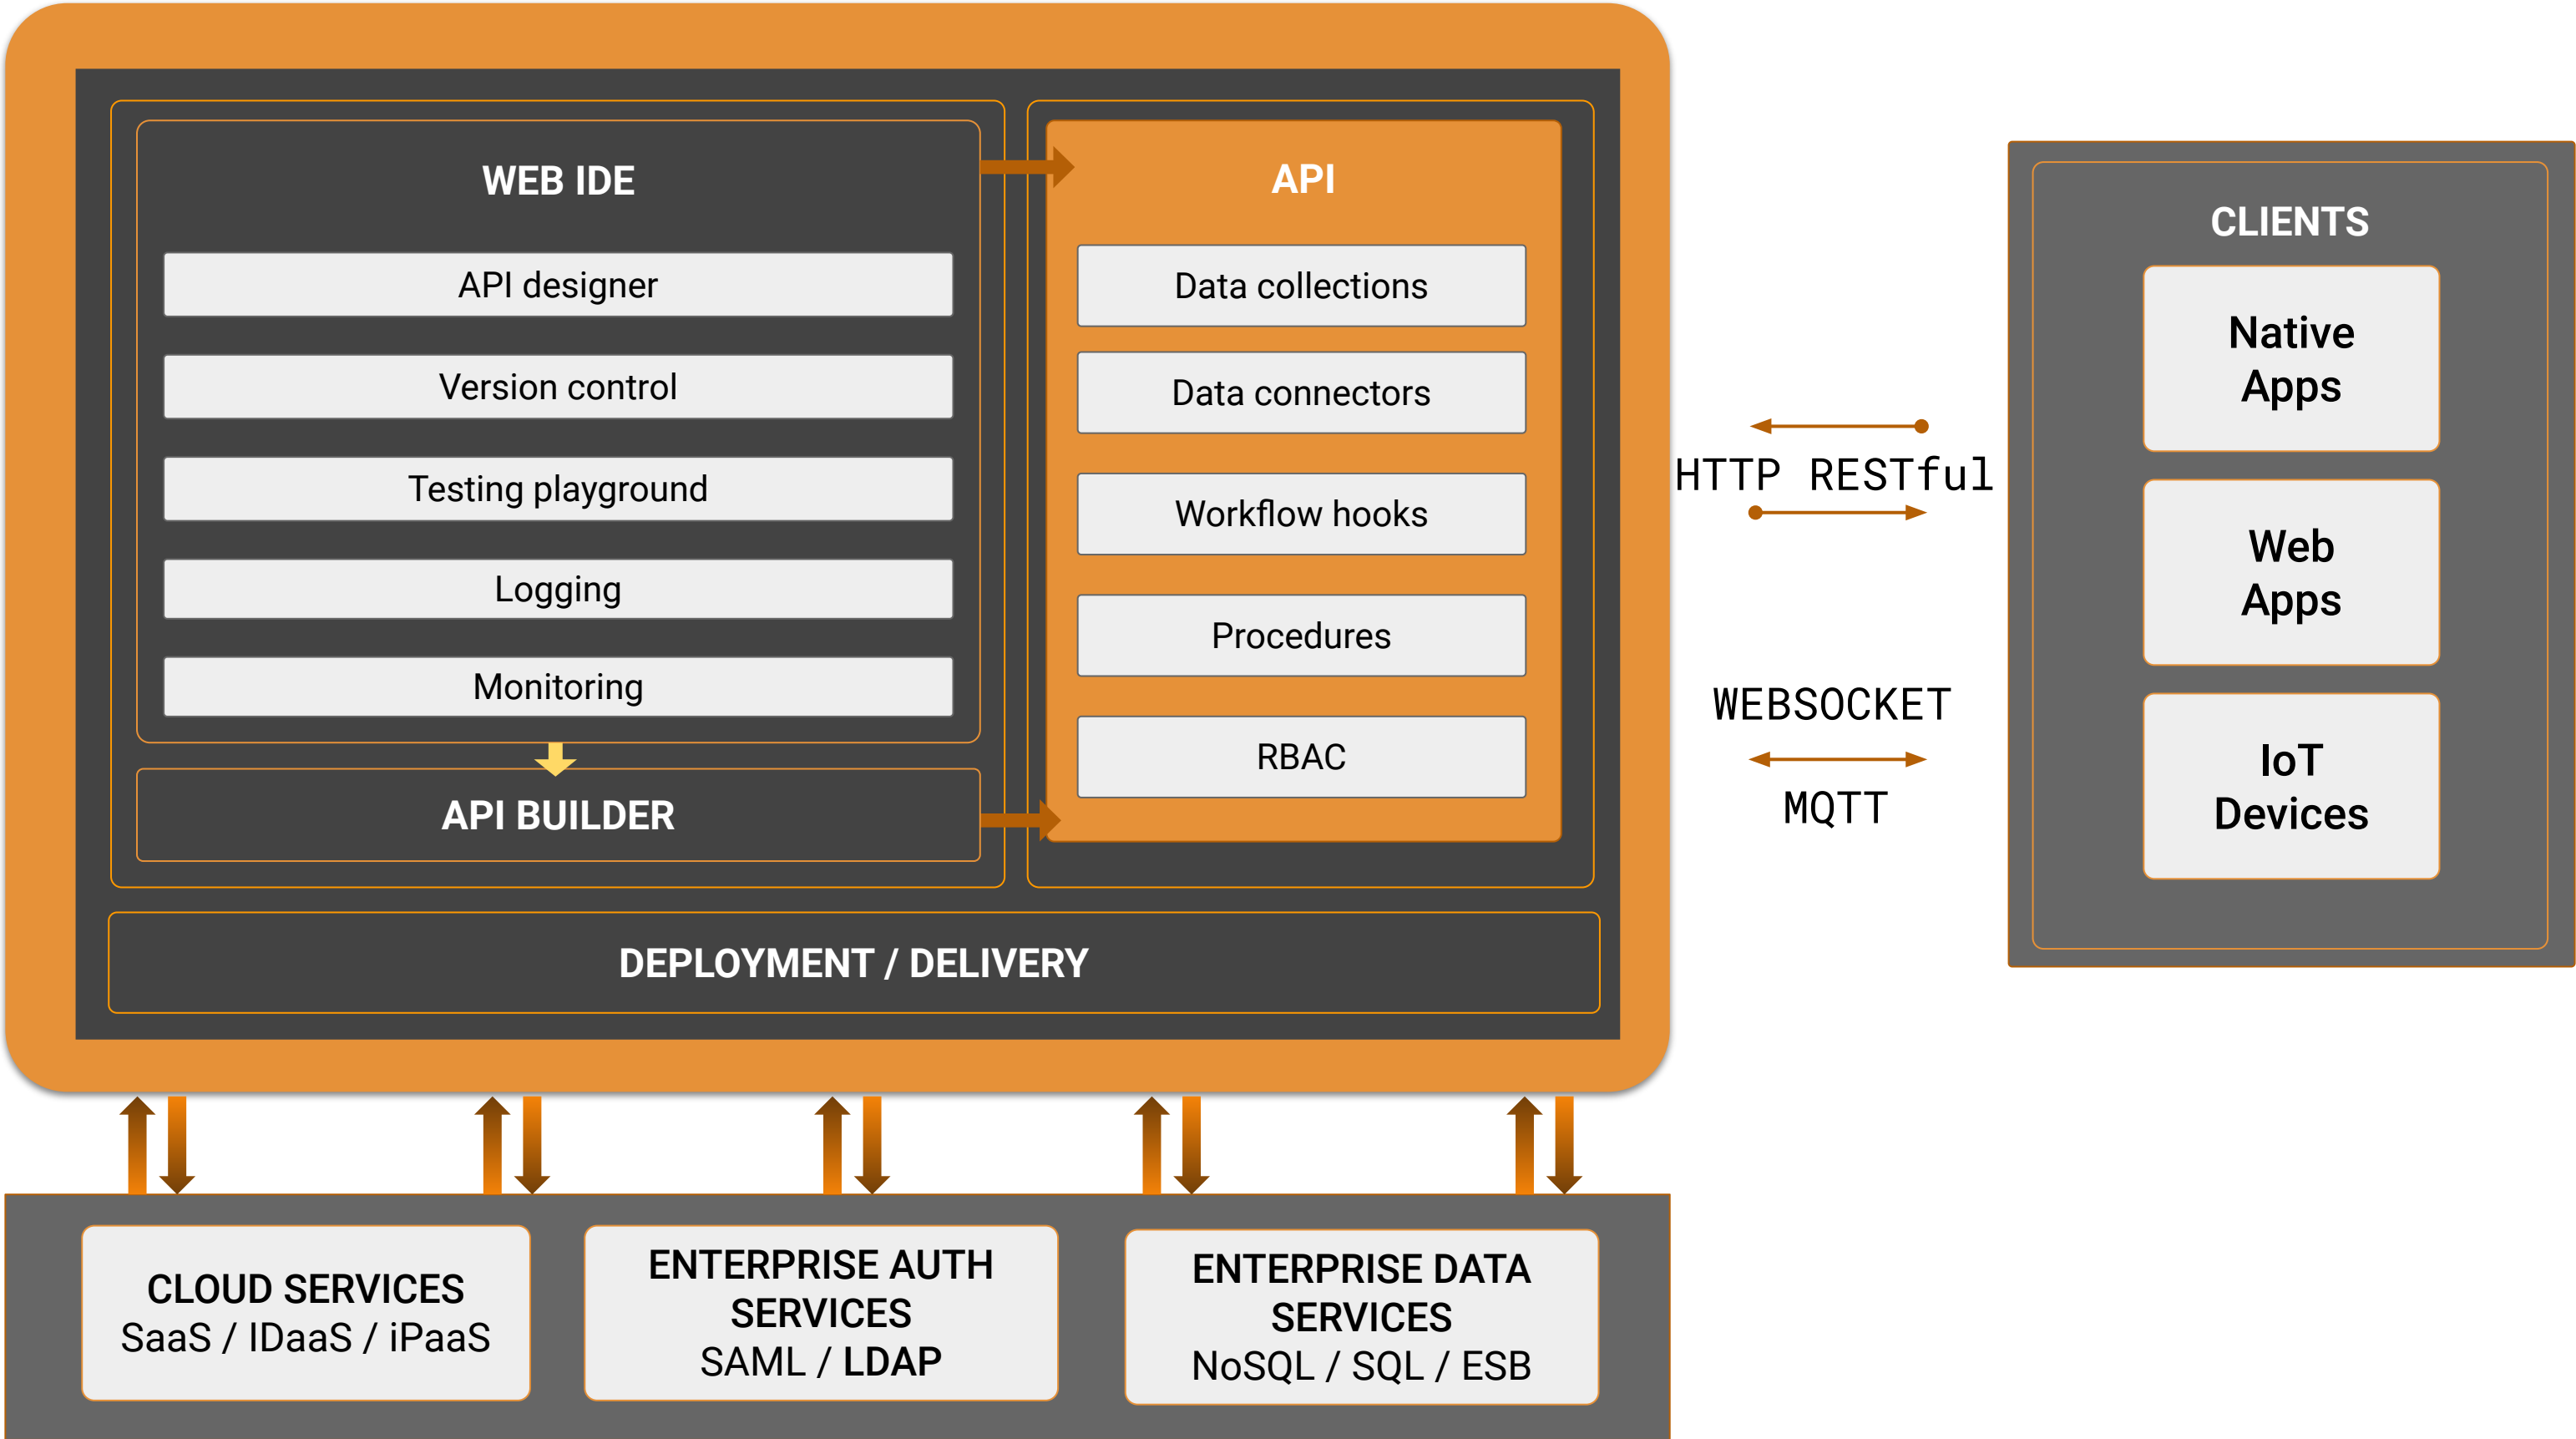 WEB IDE
API designer
Version control
Testing playground
Logging
Monitoring
API BUILDER
API
Data collections
Data connectors
Workflow hooks
Procedures
RBAC
DEPLOYMENT / DELIVERY
HTTP RESTful
WEBSOCKET
MQTT
CLIENTS
Native
Apps
Web
Apps
IoT
Devices
CLOUD SERVICES
SaaS / IDaaS / iPaaS
ENTERPRISE AUTH
SERVICES
SAML / LDAP
ENTERPRISE DATA
SERVICES
NoSQL / SQL / ESB